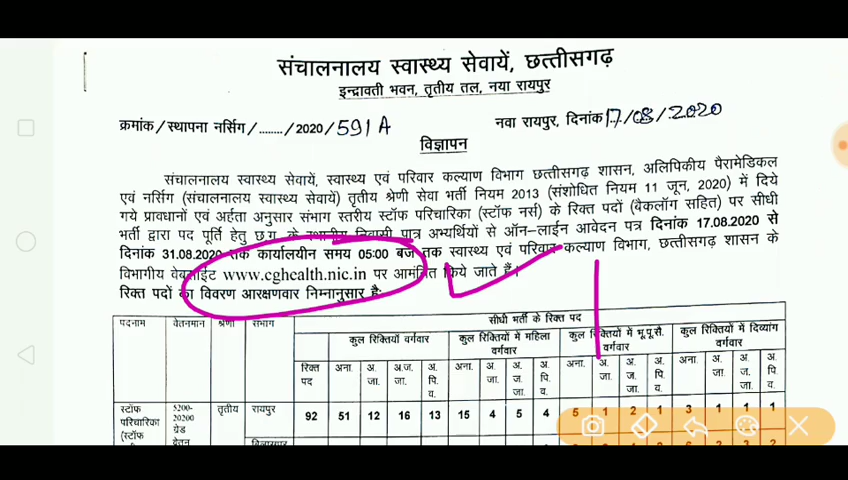 संचालनालय स्वास्थ्य सेवायें, छत्तीसगढ़
इन्द्रावती भवन, तृतीय तल, नया रायपुर
क्रमांक/स्थापना नर्सिंग/......../2020/591A नवा रायपुर, दिनांक 17/08/2020
विज्ञापन
संचालनालय स्वास्थ्य सेवायें, स्वास्थ्य एवं परिवार कल्याण विभाग छत्तीसगढ़ शासन, अलिपिकीय पैरामेडिकल
एवं नर्सिंग (संचालनालय स्वास्थ्य सेवायें) तृतीय श्रेणी सेवा भर्ती नियम 2013 (संशोधित नियम 11 जून, 2020) में दिये
गये प्रावधानों एवं अर्हता अनुसार संभाग स्तरीय स्टॉफ परिचारिका (स्टॉफ नर्स) के रिक्त पदों (बैकलॉग सहित) पर सीधी
भर्ती द्वारा पद पूर्ति हेतु छ.ग. के स्थानीय निवासी पात्र अभ्यर्थियों से ऑन–लाईन आवेदन पत्र दिनांक 17.08.2020 से
दिनांक 31.08.2020 तक कार्यालयीन समय 05:00 बजे तक स्वास्थ्य एवं परिवार कल्याण विभाग, छत्तीसगढ़ शासन के
विभागीय वेबसाईट www.cghealth.nic.in पर आमंत्रित किये जाते हैं।
रिक्त पदों का विवरण आरक्षणवार निम्नानुसार है:
पदनाम वेतनमान श्रेणी संभाग सीधी भर्ती के रिक्त पद
कुल रिक्तियों वर्गवार कुल रिक्तियों में महिला वर्गवार कुल रिक्तियों में भू.पू.सै. वर्गवार कुल रिक्तियों में दिव्यांग वर्गवार
रिक्त पद अना. अ. जा. अ.ज. जा. अ. पि. व. अना. अ. जा. अ. ज. जा. अ. पि. व. अना. अ. जा. अ. ज. जा. अ. पि. व. अना. अ. जा. अ. ज. जा. अ. पि. व.
स्टॉफ परिचारिका (स्टॉफ 5200-20200 ग्रेड वेतन तृतीय रायपुर 92 51 12 16 13 15 4 5 4 5 1 2 1 3 1 1 1
बिलासपुर